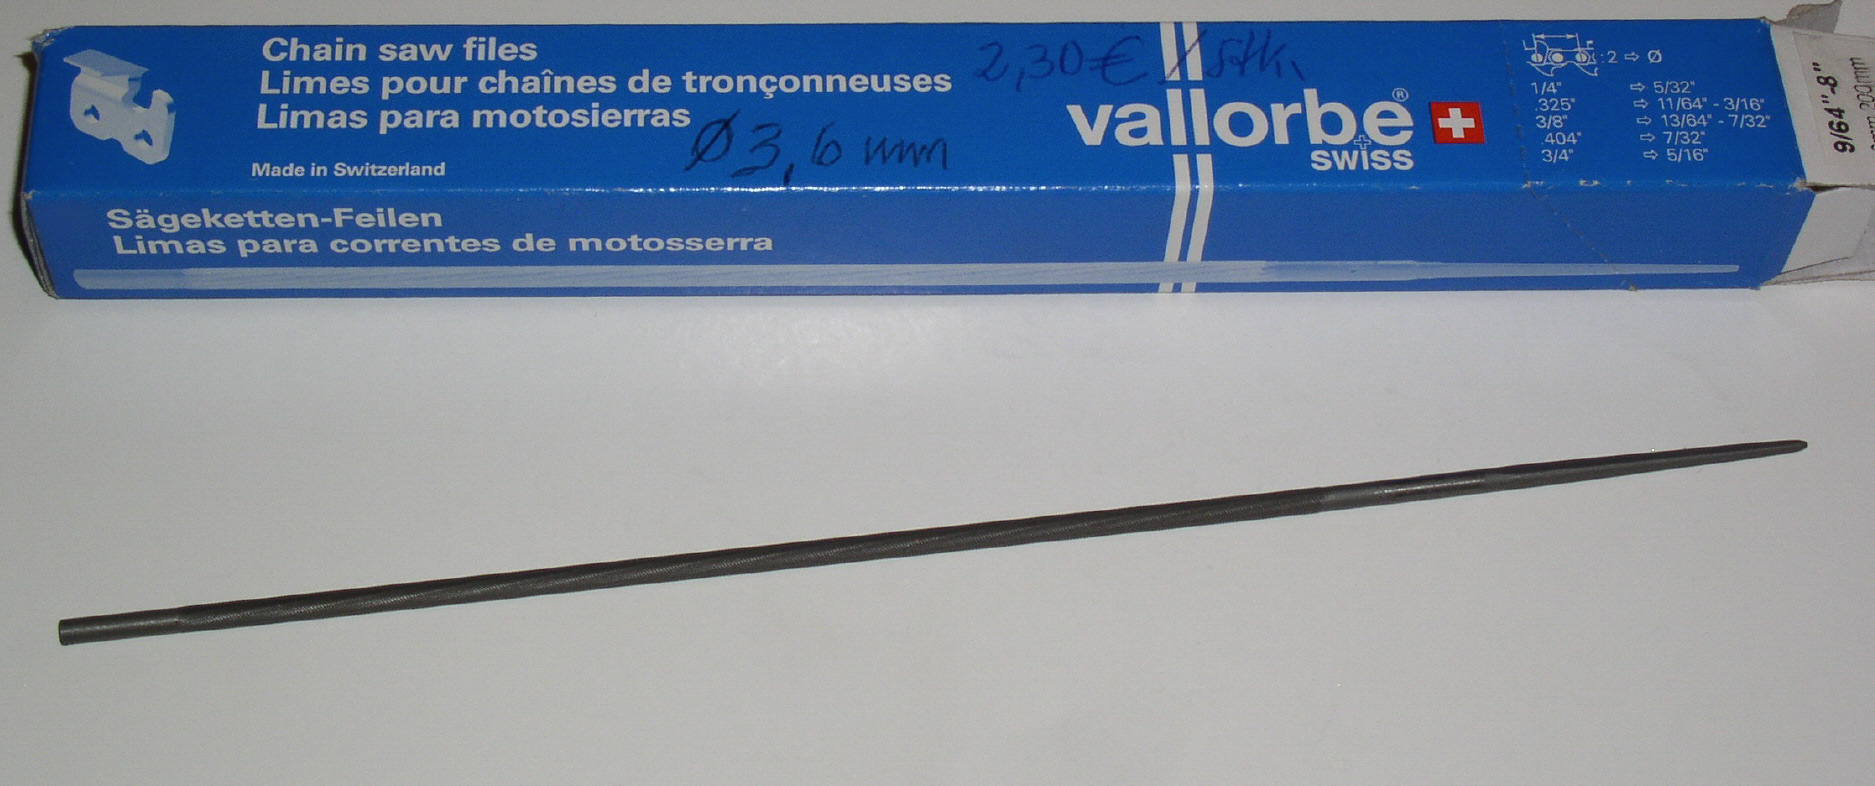 Chain saw files
Limes pour chaînes de tronçonneuses
Limas para motosierras
Made in Switzerland
2,30€/stk.
Ø3,6 mm
vallorbe®
swiss
:2 ⇨ Ø
1/4" ⇨ 5/32"
.325" ⇨ 11/64" - 3/16"
3/8" ⇨ 13/64" - 7/32"
.404" ⇨ 7/32"
3/4" ⇨ 5/16"
9/64"-8"
200mm
Sägeketten-Feilen
Limas para correntes de motosserra